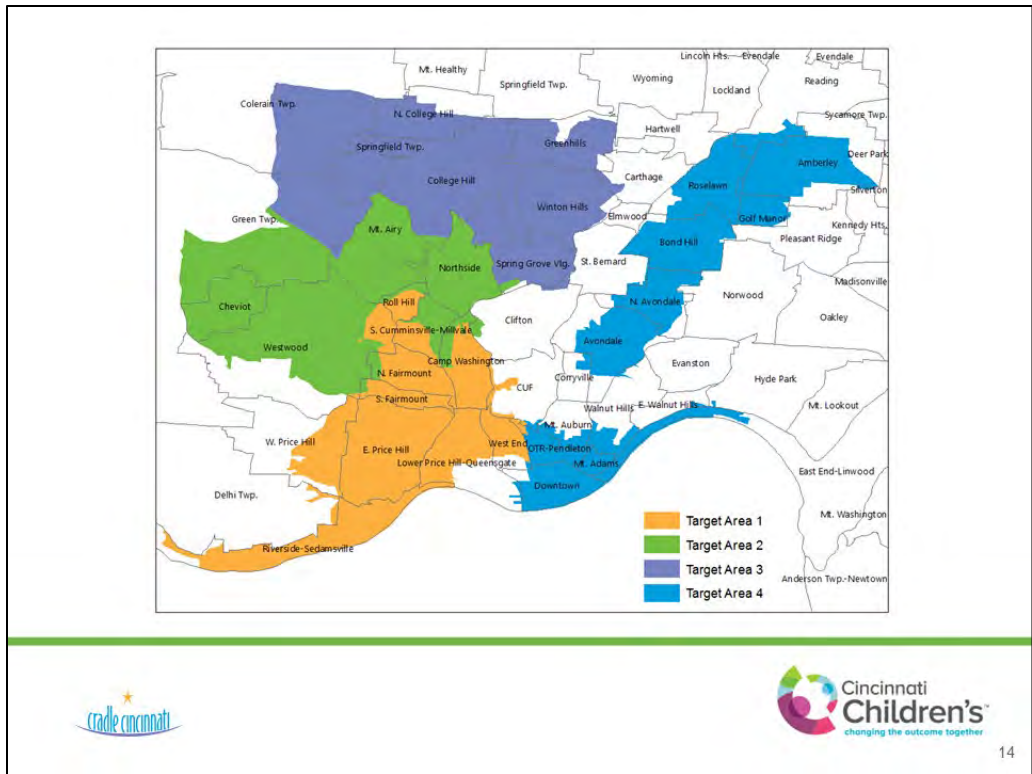 Lincoln Hts.
Evendale
Evendale
Mt. Healthy
Springfield Twp.
Wyoming
Reading
Lockland
Colerain Twp.
N. College Hill
Sycamore Twp.
Hartwell
Greenhills
Springfield Twp.
Deer Park
Amberley
Carthage
College Hill
Roselawn
Silverton
Winton Hills
Elmwood
Golf Manor
Green Twp.
Kennedy Hts.
Mt. Airy
Pleasant Ridge
Bond Hill
St. Bernard
Spring Grove Vlg.
Northside
Madisonville
Norwood
Roll Hill
N. Avondale
Cheviot
Oakley
Clifton
S. Cumminsville-Millvale
Avondale
Westwood
Camp Washington
Evanston
N. Fairmount
Corryville
Hyde Park
CUF
S. Fairmount
Walnut Hills
E. Walnut Hills
Mt. Lookout
Mt. Auburn
W. Price Hill
West End
E. Price Hill
OTR-Pendleton
Lower Price Hill-Queensgate
Mt. Adams
East End-Linwood
Downtown
Delhi Twp.
Mt. Washington
Riverside-Sedamsville
Anderson Twp.-Newtown
Target Area 1
Target Area 2
Target Area 3
Target Area 4
cradle cincinnati
Cincinnati
Children's™
changing the outcome together
14